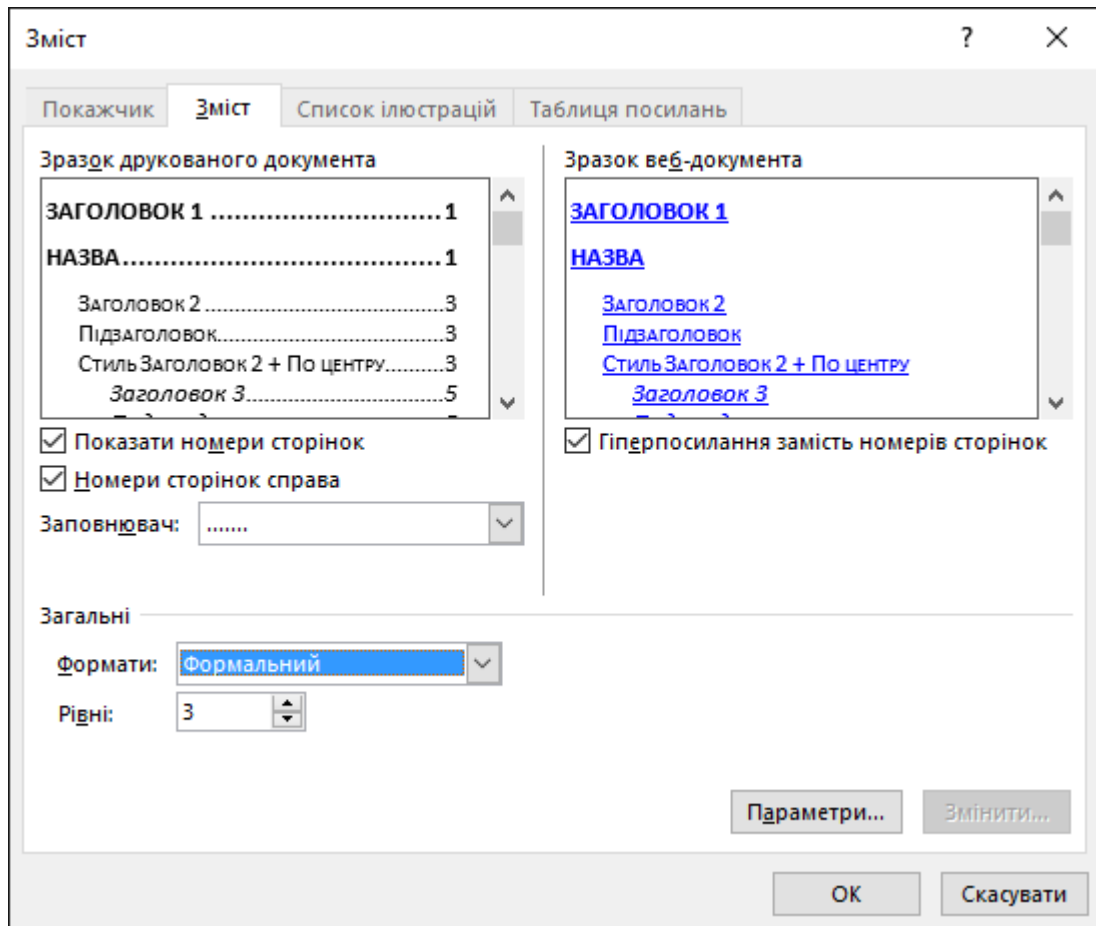 Зміст ?
Покажчик Зміст Список ілюстрацій Таблиця посилань
Зразок друкованого документа
ЗАГОЛОВОК 1 ................................ 1
НАЗВА........................................ 1
Заголовок 2 ................................ 3
Підзаголовок................................ 3
Стиль Заголовок 2 + По центру....... 3
Заголовок 3............................. 5
Показати номери сторінок
Номери сторінок справа
Заповнювач: .......
Зразок веб-документа
ЗАГОЛОВОК 1
НАЗВА
Заголовок 2
Підзаголовок
Стиль Заголовок 2 + По центру
Заголовок 3
Гіперпосилання замість номерів сторінок
Загальні
Формати: Формальний
Рівні: 3
Параметри... Змінити...
ОК Скасувати